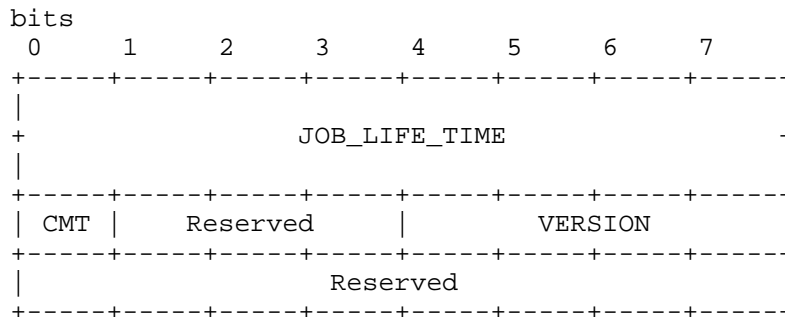 bits
0 1 2 3 4 5 6 7
JOB_LIFE_TIME
CMT Reserved VERSION
Reserved